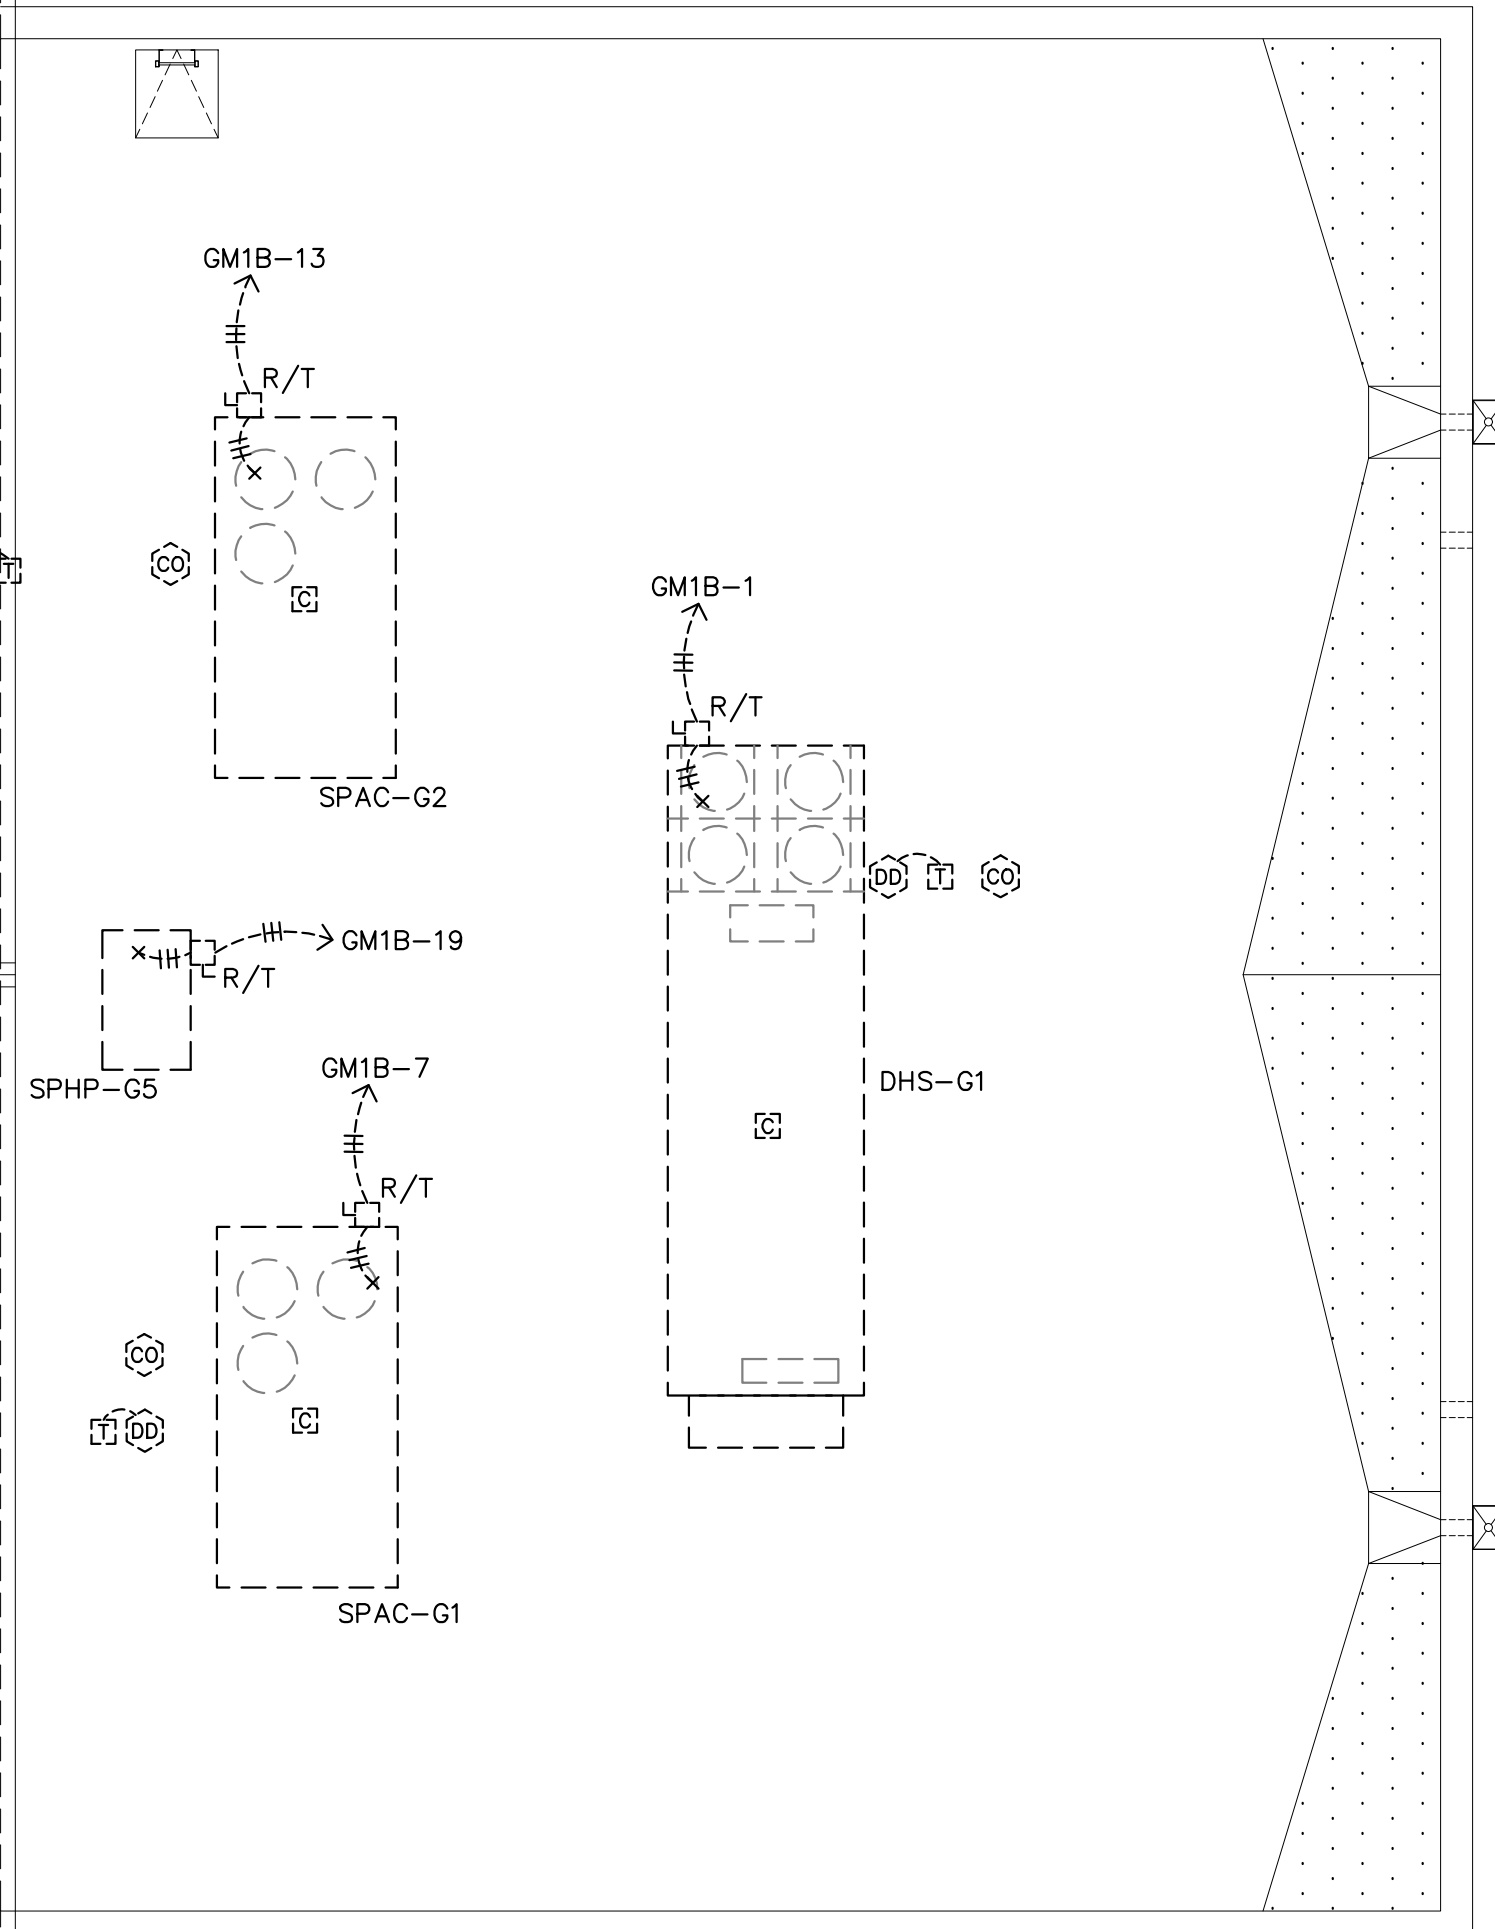 GM1B-13
R/T
CO
T
C
SPAC-G2
GM1B-1
R/T
DD
T
CO
GM1B-19
R/T
SPHP-G5
DHS-G1
C
GM1B-7
R/T
CO
T
DD
C
SPAC-G1